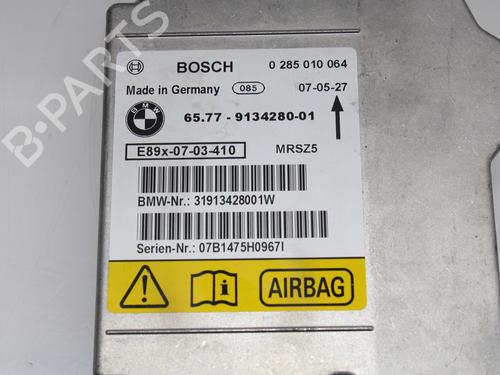 B-PARTS
BOSCH 0 285 010 064
Made in Germany 085 07-05-27
BMW
65.77 - 9134280-01
E89x-07-03-410 MRSZ5
BMW-Nr.: 31913428001W
Serien-Nr.: 07B1475H0967I
AIRBAG